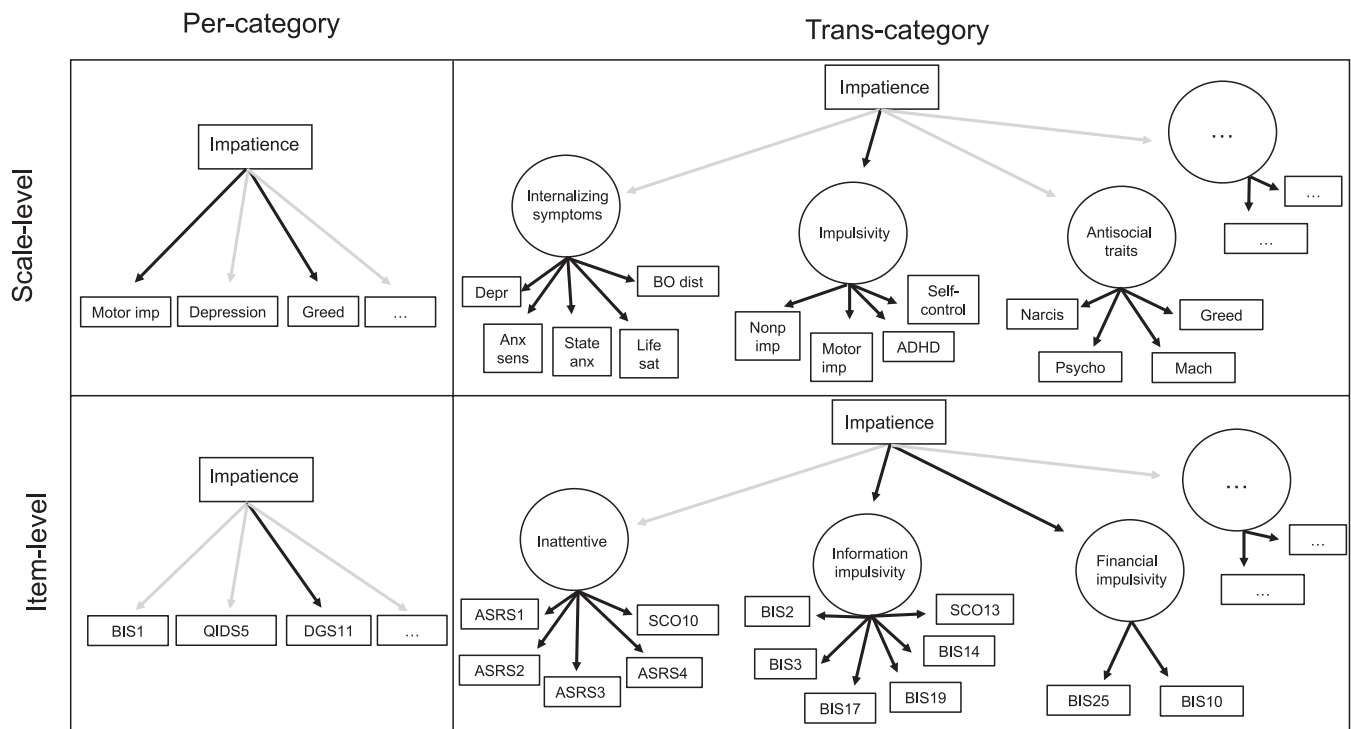 Per-category
Trans-category
Scale-level
Impatience
Motor imp
Depression
Greed
...
Impatience
Internalizing
symptoms
Depr
Anx
sens
State
anx
Life
sat
BO dist
Impulsivity
Nonp
imp
Motor
imp
ADHD
Self-
control
Antisocial
traits
Narcis
Psycho
Mach
Greed
...
...
...
Item-level
Impatience
BIS1
QIDS5
DGS11
...
Impatience
Inattentive
ASRS1
ASRS2
ASRS3
ASRS4
SCO10
Information
impulsivity
BIS2
BIS3
BIS17
BIS19
BIS14
SCO13
Financial
impulsivity
BIS25
BIS10
...
...
...